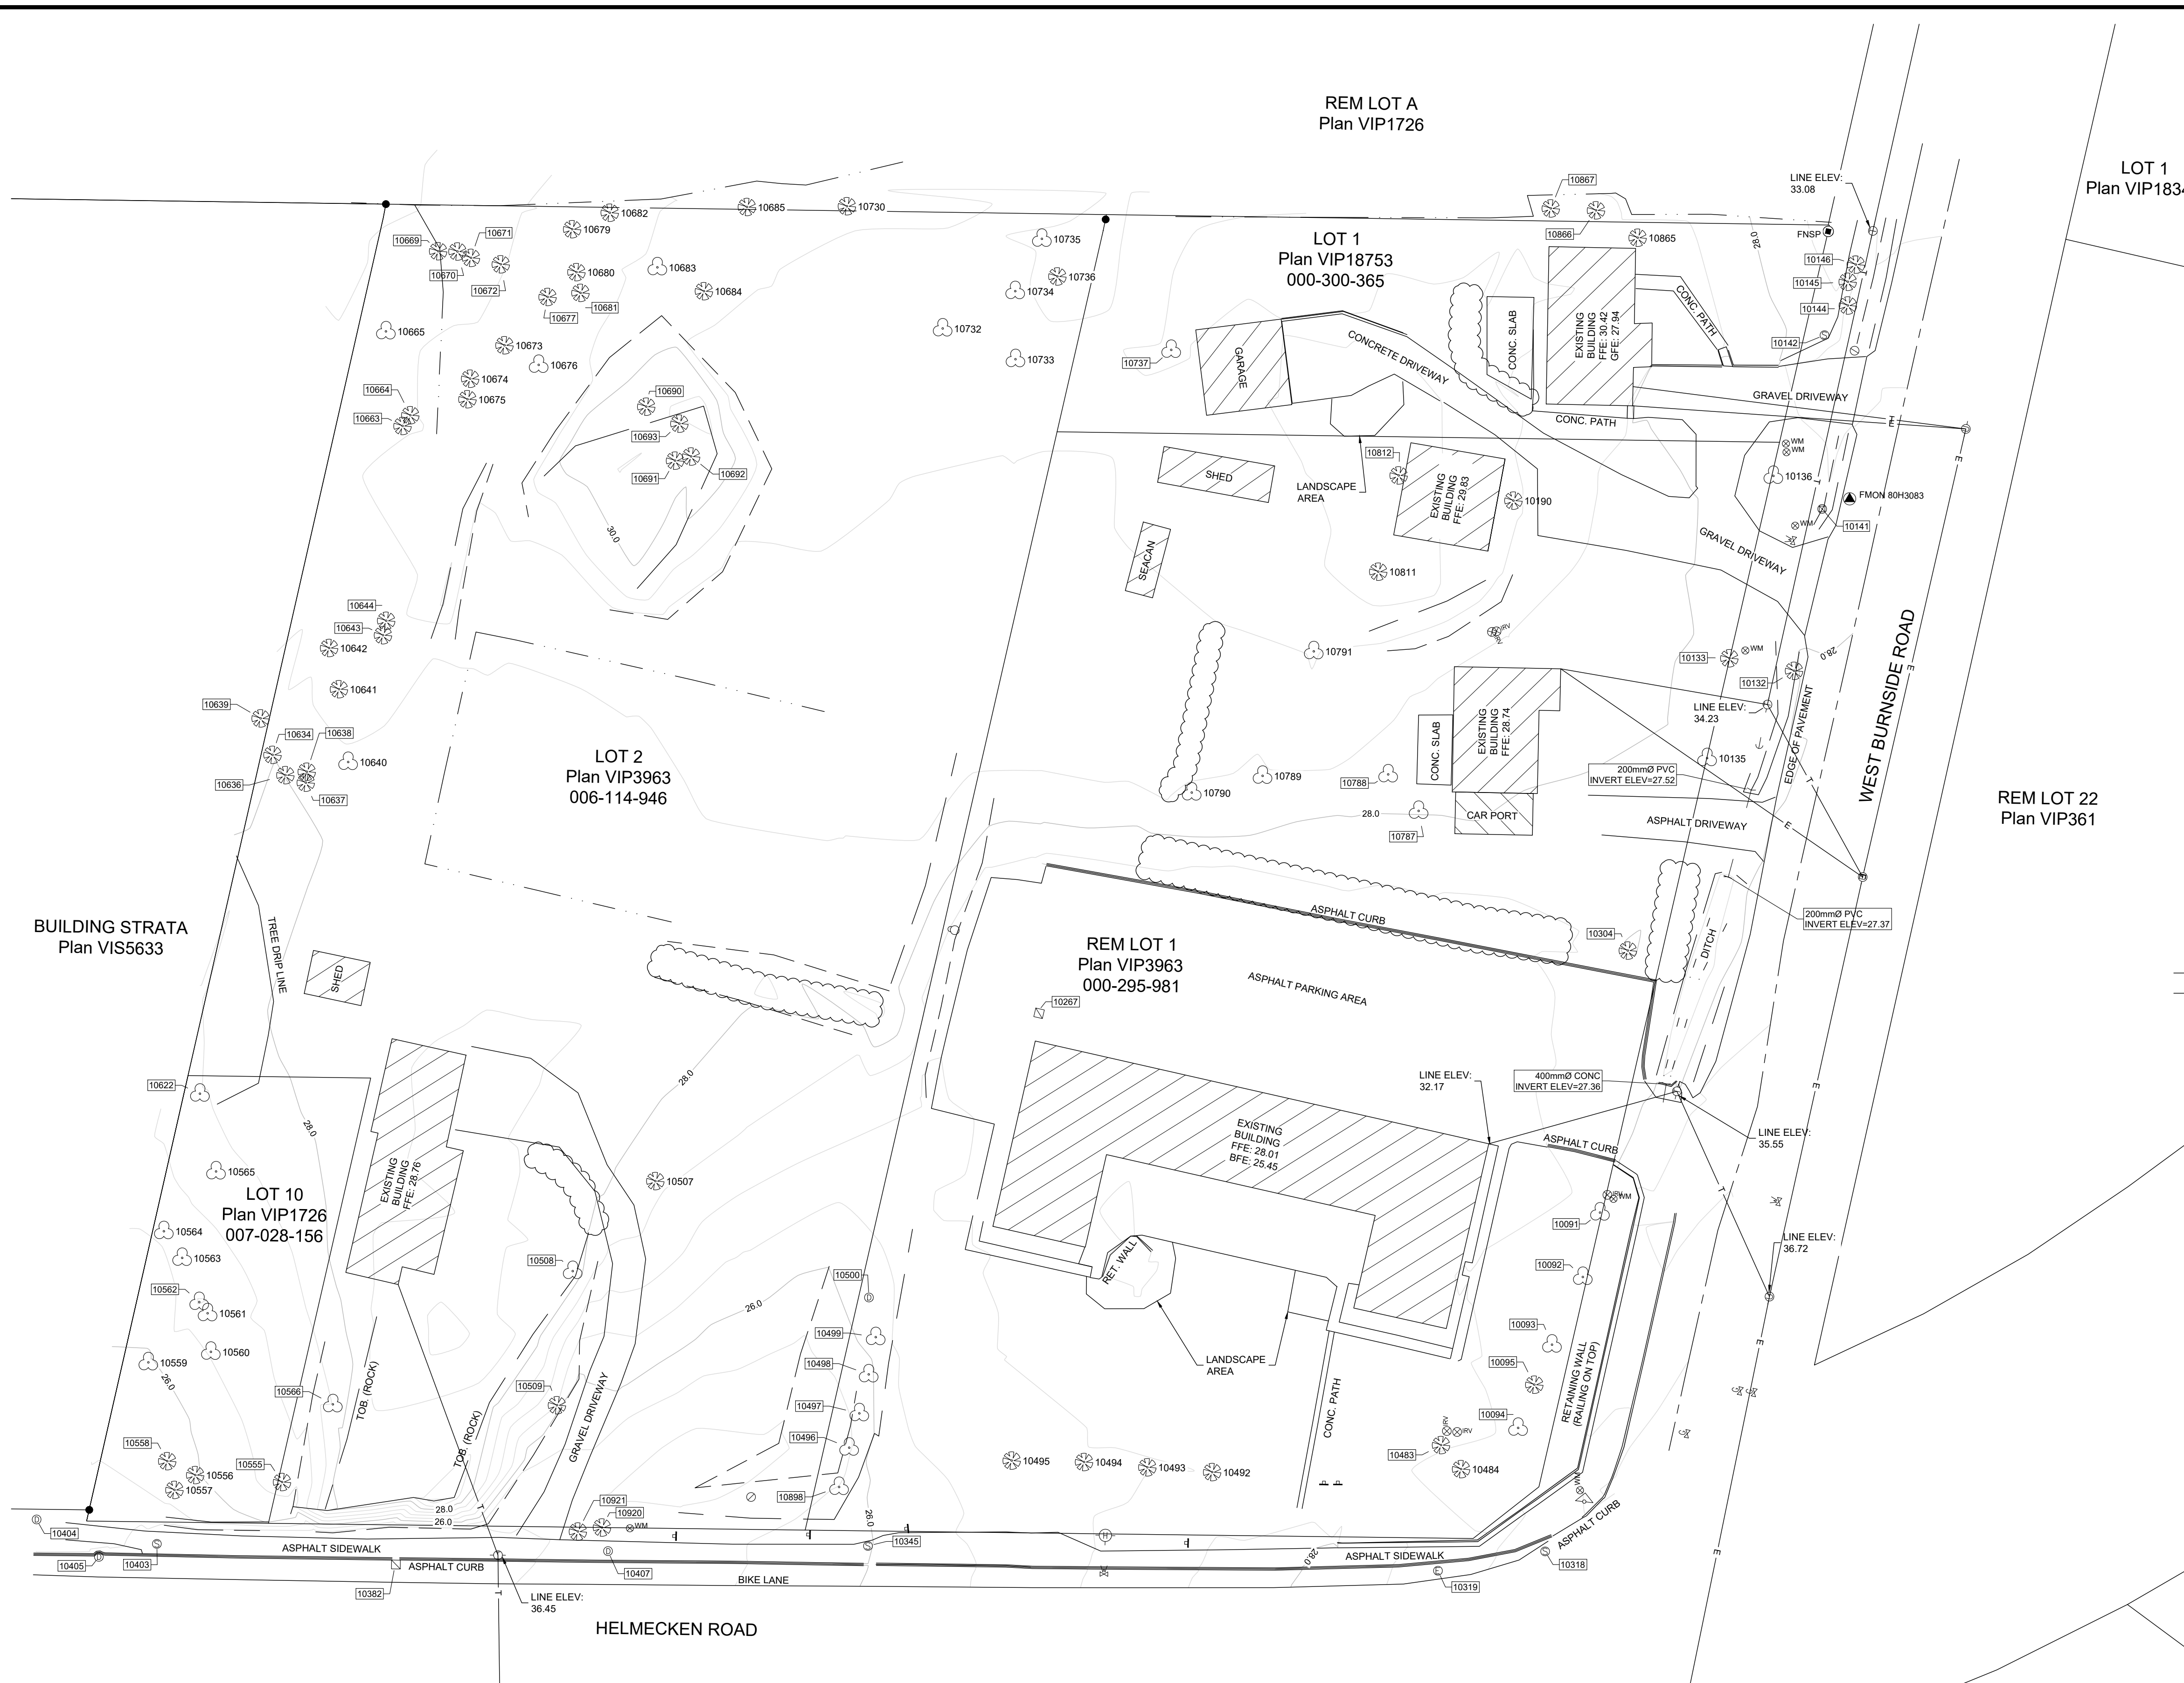 REM LOT A
Plan VIP1726
LOT 1
LINE ELEV:
33.08
10867
10685
10730
10682
10679
10671
10669
10670
10672
10680
10681
10677
10683
10684
10735
10736
10734
LOT 1
Plan VIP18753
000-300-365
10866
10865
FNSP
28.0
10146
10145
10144
10142
10665
10673
10676
10674
10675
10664
10663
10690
10693
10691
10692
30.0
10732
10733
10737
GARAGE
CONCRETE DRIVEWAY
CONC. SLAB
EXISTING
BUILDING
FFE: 30.42
GFE: 27.94
CONC. PATH
GRAVEL DRIVEWAY
CONC. PATH
E
E
WM
WM
10136
FMON 80H3083
WM
10141
10812
SHED
LANDSCAPE
AREA
EXISTING
BUILDING
FFE: 29.83
10190
SEACAN
10811
GRAVEL DRIVEWAY
10644
10643
10642
10641
10639
10634
10638
10636
10637
10640
IRV
IRV
10791
10133
WM
10132
28.0
LINE ELEV:
34.23
EDGE OF PAVEMENT
WEST BURNSIDE ROAD
E
LOT 2
Plan VIP3963
006-114-946
10789
10790
10788
CONC. SLAB
EXISTING
BUILDING
FFE: 28.74
CAR PORT
10787
28.0
10135
200mmØ PVC
INVERT ELEV=27.52
T
E
ASPHALT DRIVEWAY
REM LOT 22
Plan VIP361
BUILDING STRATA
Plan VIS5633
TREE DRIP LINE
SHED
REM LOT 1
Plan VIP3963
000-295-981
ASPHALT CURB
ASPHALT PARKING AREA
10304
DITCH
200mmØ PVC
INVERT ELEV=27.37
10267
10622
28.0
28.0
EXISTING
BUILDING
FFE: 28.76
LINE ELEV:
32.17
400mmØ CONC
INVERT ELEV=27.36
E
EXISTING
BUILDING
FFE: 28.01
BFE: 25.45
ASPHALT CURB
LINE ELEV:
35.55
10565
LOT 10
Plan VIP1726
007-028-156
10564
10563
10562
10561
10560
10559
26.0
10507
10508
10500
26.0
RET. WALL
LANDSCAPE
AREA
T
WM
10091
10092
LINE ELEV:
36.72
E
10093
10095
10094
RETAINING WALL
(RAILING ON TOP)
10499
10498
10497
10496
10898
10566
TOB. (ROCK)
10509
TOB. (ROCK)
GRAVEL DRIVEWAY
CONC. PATH
IRV
IRV
10483
10484
10495
10494
10493
10492
WM
10558
10556
10557
10555
28.0
26.0
T
10921
10920
WM
26.0
28.0
H
ASPHALT CURB
E
D
10404
D
10405
S
10403
ASPHALT SIDEWALK
10382
ASPHALT CURB
D
10407
BIKE LANE
S
10345
ASPHALT SIDEWALK
S
10318
E
10319
T
LINE ELEV:
36.45
HELMECKEN ROAD